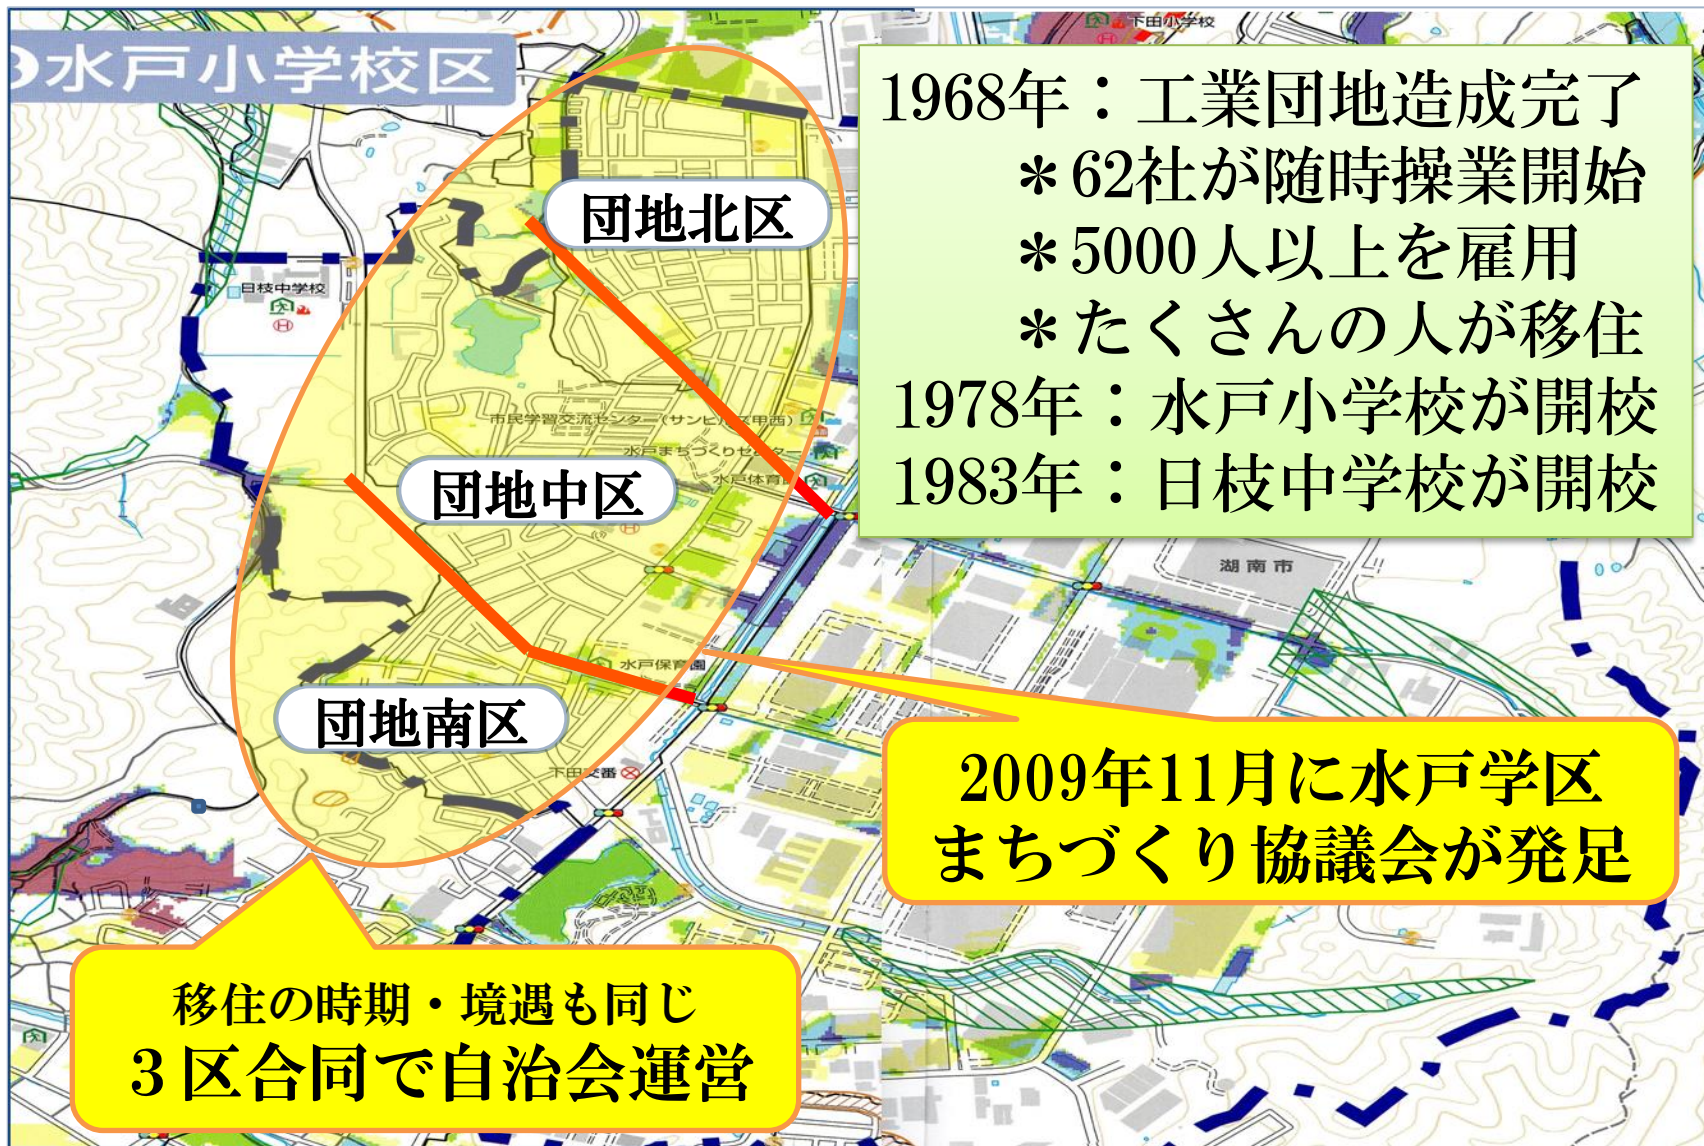 水戸小学校区
下田小学校
1968年：工業団地造成完了
＊62社が随時操業開始
＊5000人以上を雇用
＊たくさんの人が移住
1978年：水戸小学校が開校
1983年：日枝中学校が開校
団地北区
日枝中学校
市民学習交流センター(サンヒルズ甲西)
水戸まちづくりセンター
水戸体育館
団地中区
湖南市
水戸保育園
団地南区
下田交番
2009年11月に水戸学区
まちづくり協議会が発足
移住の時期・境遇も同じ
３区合同で自治会運営